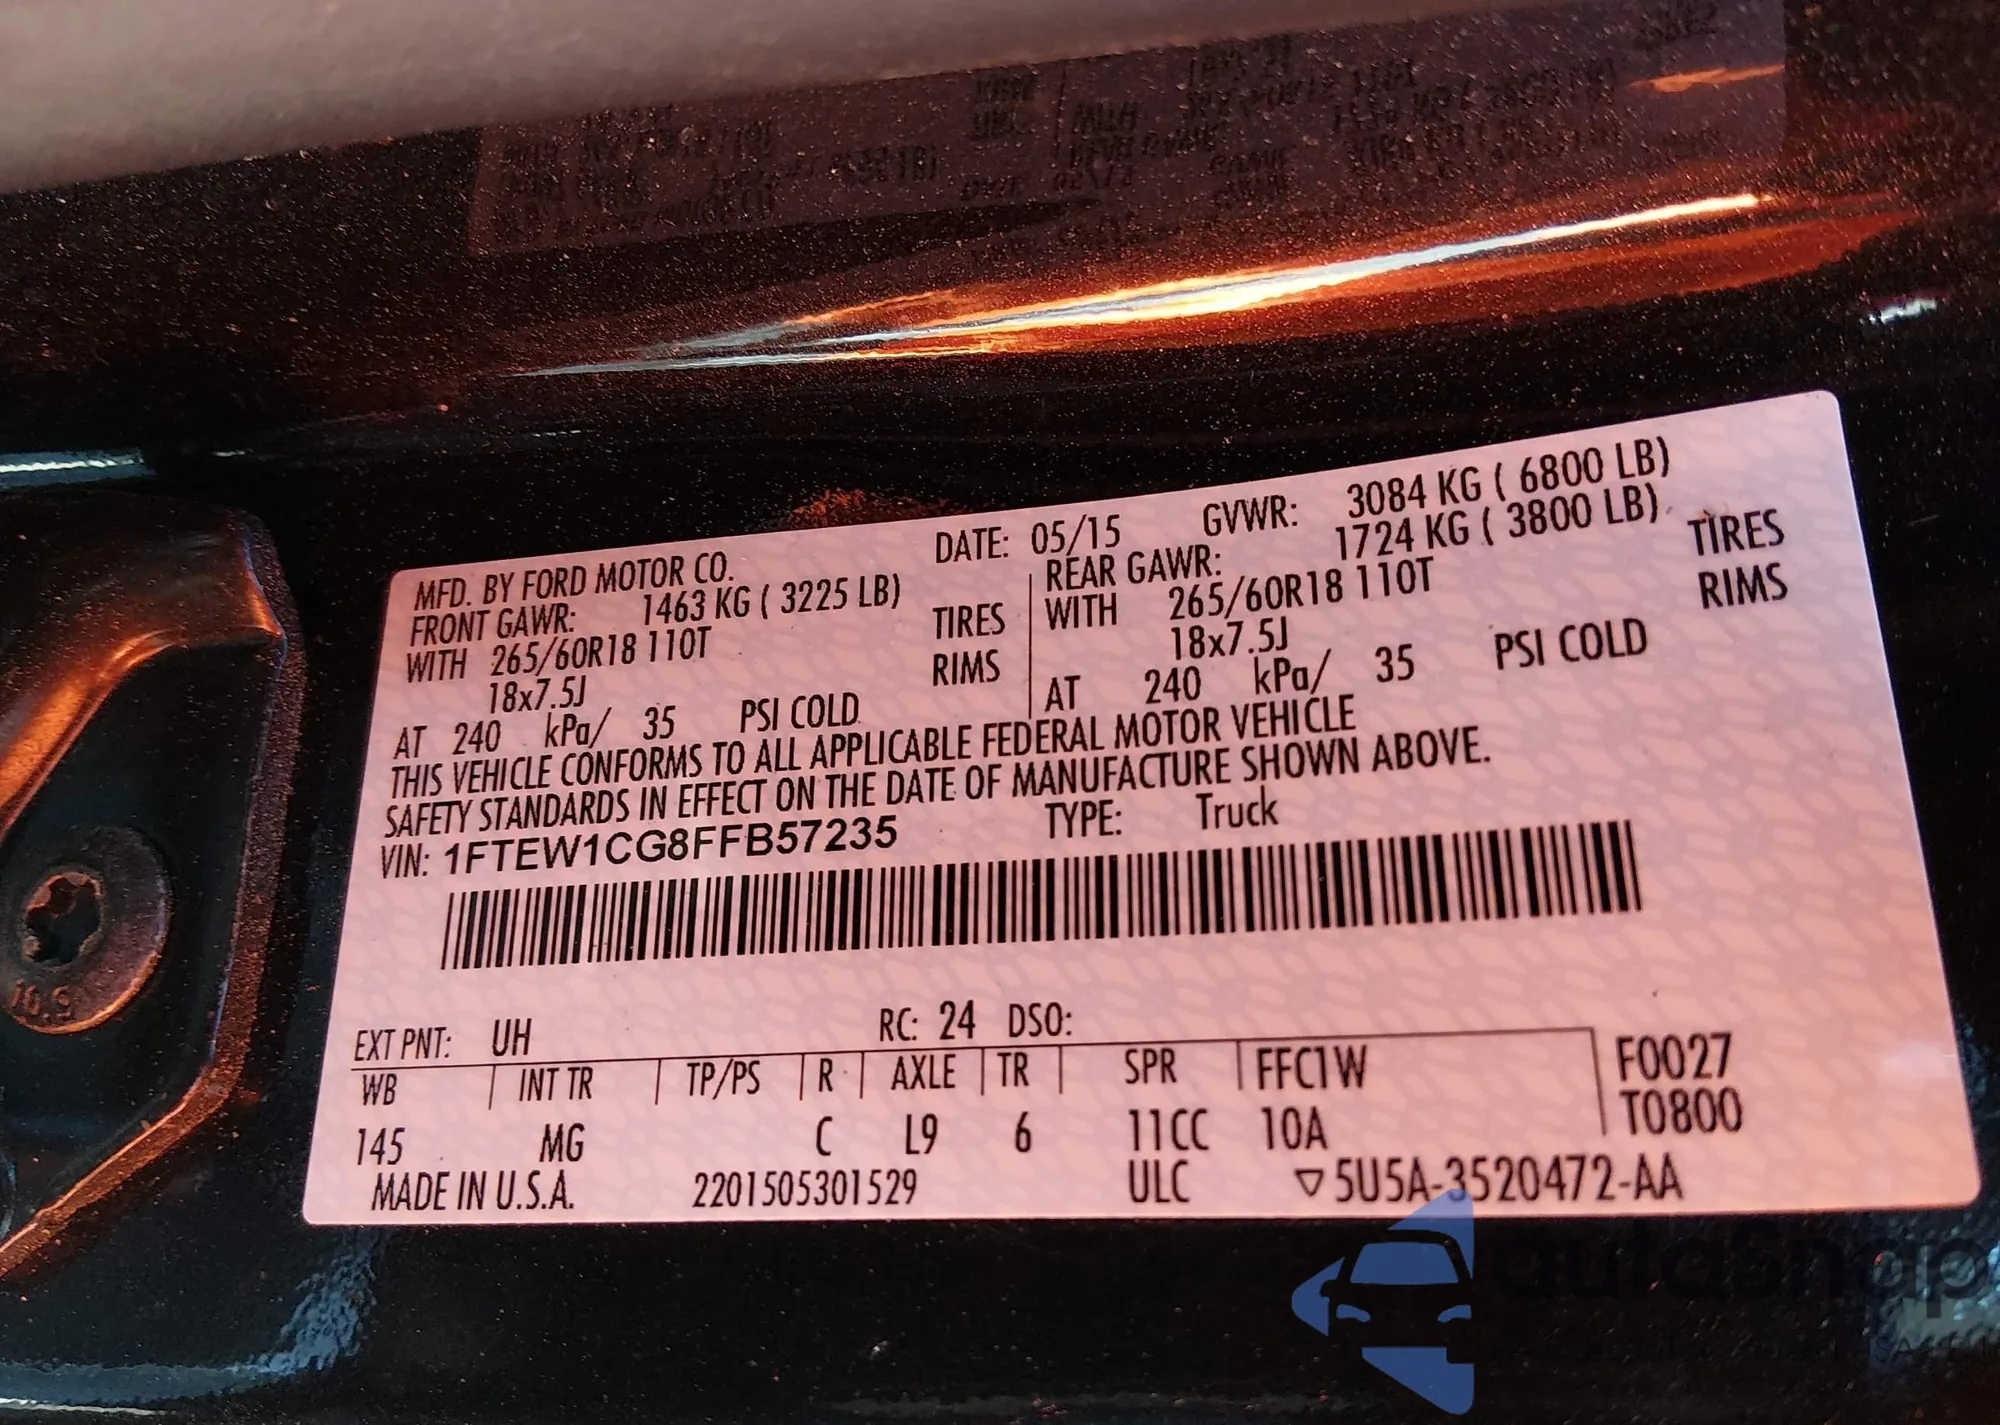 MFD. BY FORD MOTOR CO. DATE: 05/15 GVWR: 3084 KG ( 6800 LB)
FRONT GAWR: 1463 KG ( 3225 LB) REAR GAWR: 1724 KG ( 3800 LB)
WITH 265/60R18 110T TIRES WITH 265/60R18 110T TIRES
18x7.5J RIMS 18x7.5J RIMS
AT 240 kPa/ 35 PSI COLD AT 240 kPa/ 35 PSI COLD
THIS VEHICLE CONFORMS TO ALL APPLICABLE FEDERAL MOTOR VEHICLE
SAFETY STANDARDS IN EFFECT ON THE DATE OF MANUFACTURE SHOWN ABOVE.
VIN: 1FTEW1CG8FFB57235 TYPE: Truck
EXT PNT: UH RC: 24 DSO:
WB INT TR TP/PS R AXLE TR SPR FFC1W F0027
145 MG C L9 6 11CC 10A T0800
MADE IN U.S.A. 2201505301529 ULC ▽5U5A-3520472-AA
10.9
autoSnap